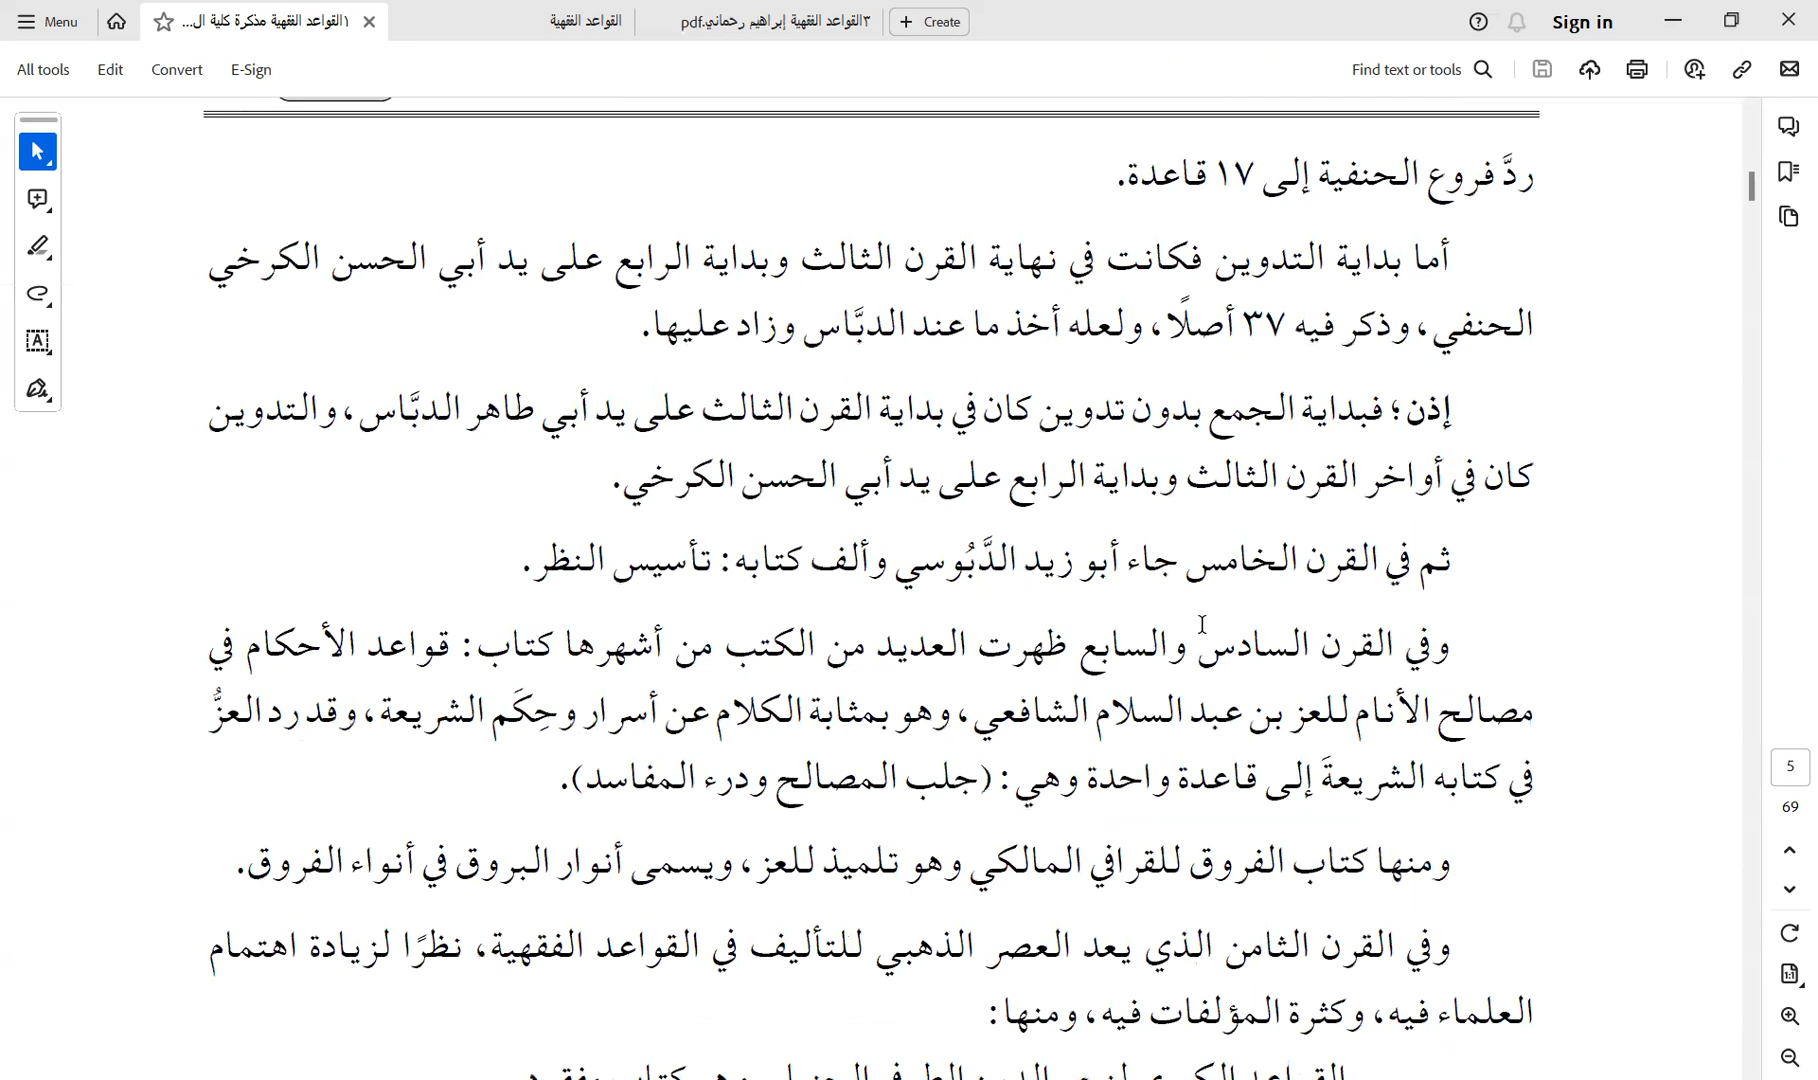 Menu
١القواعد الفقهية مذكرة كلية ال...
القواعد الفقهية
٣القواعد الفقهية إبراهيم رحماني.pdf
Create
Sign in
All tools Edit Convert E-Sign
Find text or tools
ردَّ فروع الحنفية إلى ١٧ قاعدة.
أما بداية التدوين فكانت في نهاية القرن الثالث وبداية الرابع على يد أبي الحسن الكرخي
الحنفي، وذكر فيه ٣٧ أصلًا، ولعله أخذ ما عند الدبَّاس وزاد عليها.
إذن؛ فبداية الجمع بدون تدوين كان في بداية القرن الثالث على يد أبي طاهر الدبَّاس، والتدوين
كان في أواخر القرن الثالث وبداية الرابع على يد أبي الحسن الكرخي.
ثم في القرن الخامس جاء أبو زيد الدَّبُوسي وألف كتابه: تأسيس النظر.
وفي القرن السادس والسابع ظهرت العديد من الكتب من أشهرها كتاب: قواعد الأحكام في
مصالح الأنام للعز بن عبد السلام الشافعي، وهو بمثابة الكلام عن أسرار وحِكَم الشريعة، وقد رد العزُّ
في كتابه الشريعةَ إلى قاعدة واحدة وهي: (جلب المصالح ودرء المفاسد).
ومنها كتاب الفروق للقرافي المالكي وهو تلميذ للعز، ويسمى أنوار البروق في أنواء الفروق.
وفي القرن الثامن الذي يعد العصر الذهبي للتأليف في القواعد الفقهية، نظرًا لزيادة اهتمام
العلماء فيه، وكثرة المؤلفات فيه، ومنها:
5
69